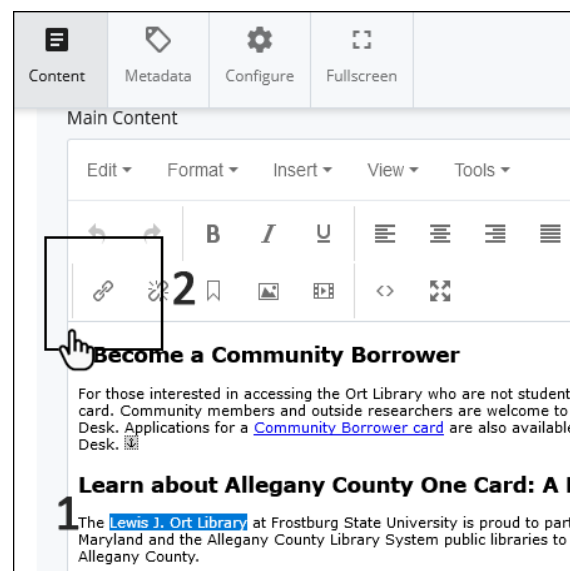 Content Metadata Configure Fullscreen
Main Content
Edit Format Insert View Tools
B I U
2
Become a Community Borrower
For those interested in accessing the Ort Library who are not student
card. Community members and outside researchers are welcome to
Desk. Applications for a Community Borrower card are also available
Desk.
Learn about Allegany County One Card: A
1
The Lewis J. Ort Library at Frostburg State University is proud to part
Maryland and the Allegany County Library System public libraries to
Allegany County.